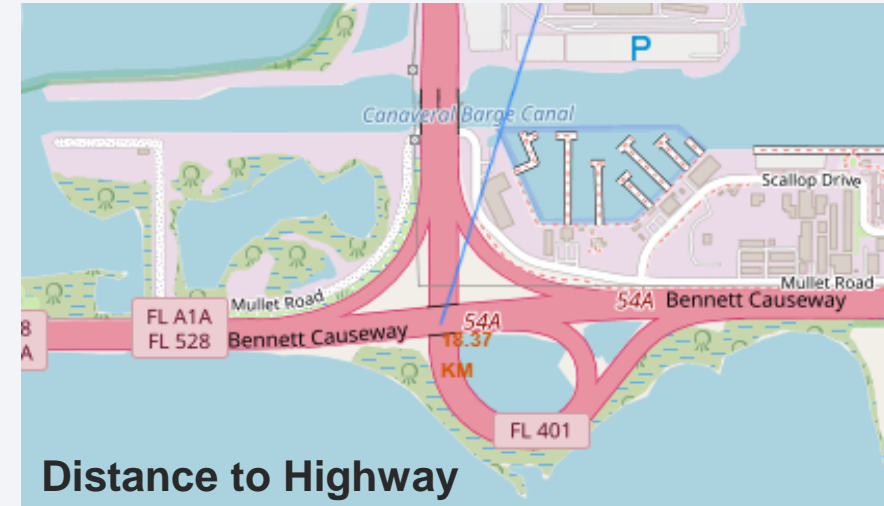 P
Canaveral Barge Canal
Scallop Drive
Mullet Road
Mullet Road
54A
Bennett Causeway
8
A
FL A1A
FL 528
Bennett Causeway
54A
18.37
KM
FL 401
Distance to Highway